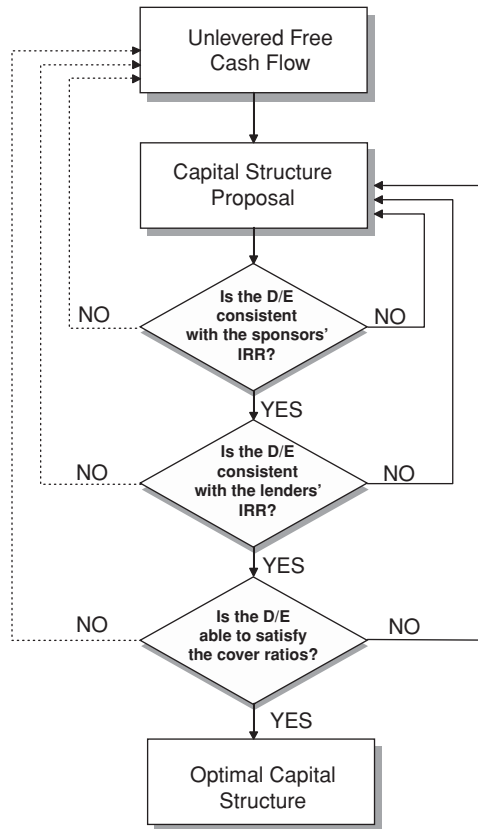 Unlevered Free
Cash Flow
Capital Structure
Proposal
Is the D/E
consistent
with the sponsors’
IRR?
NO
NO
YES
Is the D/E
consistent
with the lenders’
IRR?
NO
NO
YES
Is the D/E
able to satisfy
the cover ratios?
NO
NO
YES
Optimal Capital
Structure